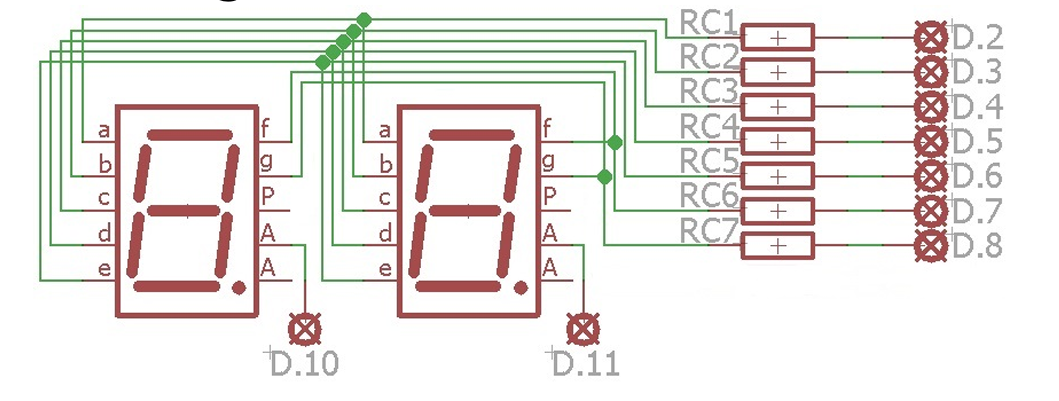 RC1 D.2
RC2 D.3
RC3 D.4
RC4 D.5
RC5 D.6
RC6 D.7
RC7 D.8
a f a f
b g b g
c P c P
d A d A
e A e A
D.10 D.11